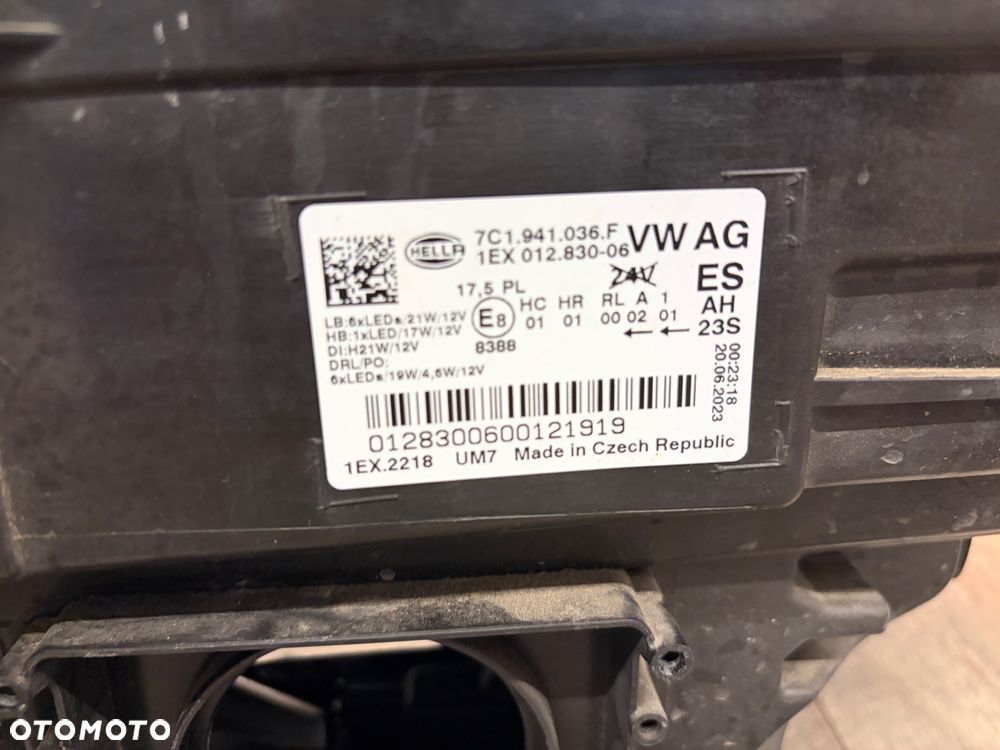 HELLA
7C1.941.036.F VW AG
1EX 012.830-06
24V ES
17,5 PL
HC HR RL A 1 AH
E8 01 01 00 02 01
←← 23S
8388
LB:6xLEDs/21W/12V
HB:1xLED/17W/12V
DI:H21W/12V
DRL/PO:
6xLEDs/19W/4,6W/12V
00:23:18
20.06.2023
0128300600121919
1EX.2218 UM7 Made in Czech Republic
OTOMOTO